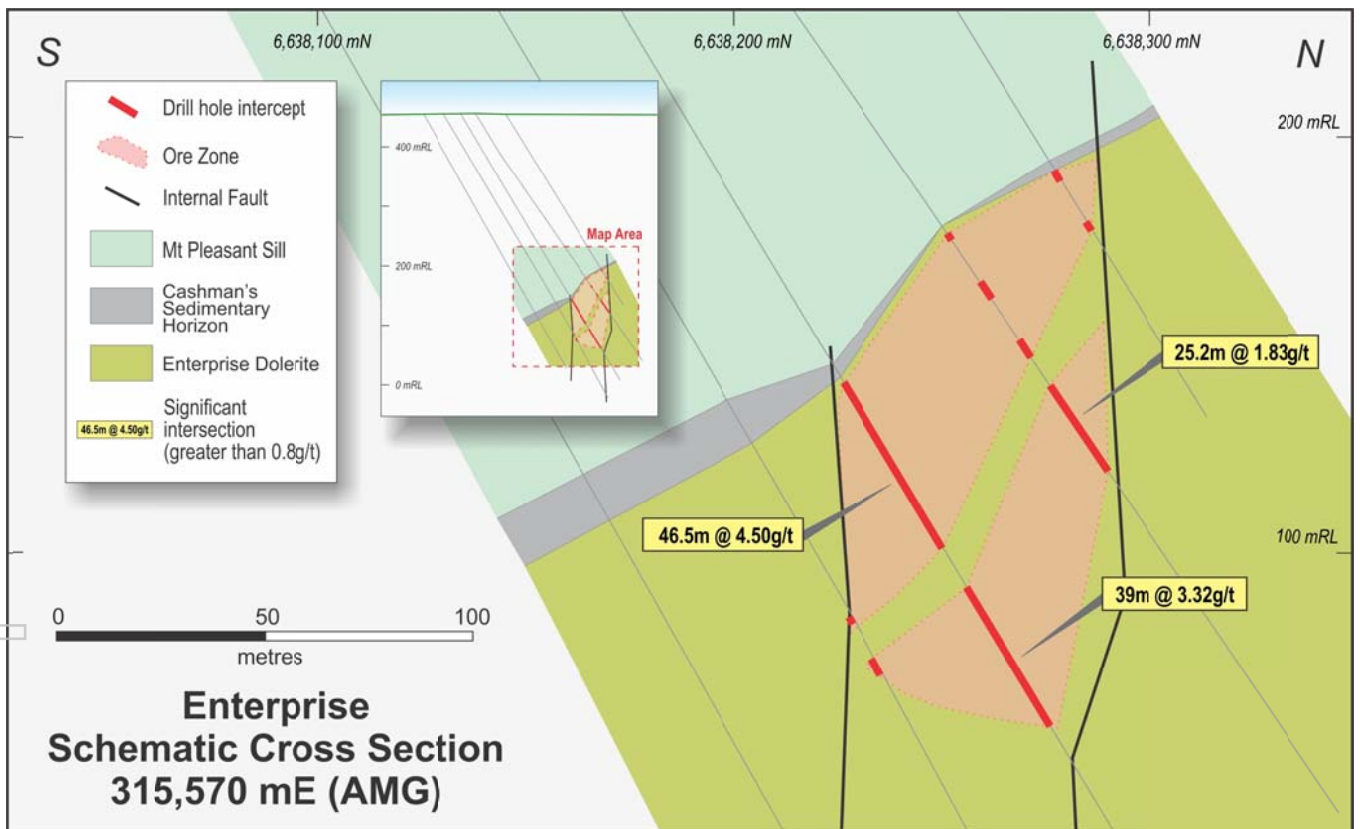 6,638,100 mN
6,638,200 mN
6,638,300 mN
S
N
Drill hole intercept
Ore Zone
Internal Fault
Mt Pleasant Sill
Cashman's
Sedimentary
Horizon
Enterprise Dolerite
46.5m @ 4.50g/t
Significant
intersection
(greater than 0.8g/t)
400 mRL
Map Area
200 mRL
0 mRL
200 mRL
25.2m @ 1.83g/t
46.5m @ 4.50g/t
100 mRL
39m @ 3.32g/t
0
50
100
metres
Enterprise
Schematic Cross Section
315,570 mE (AMG)